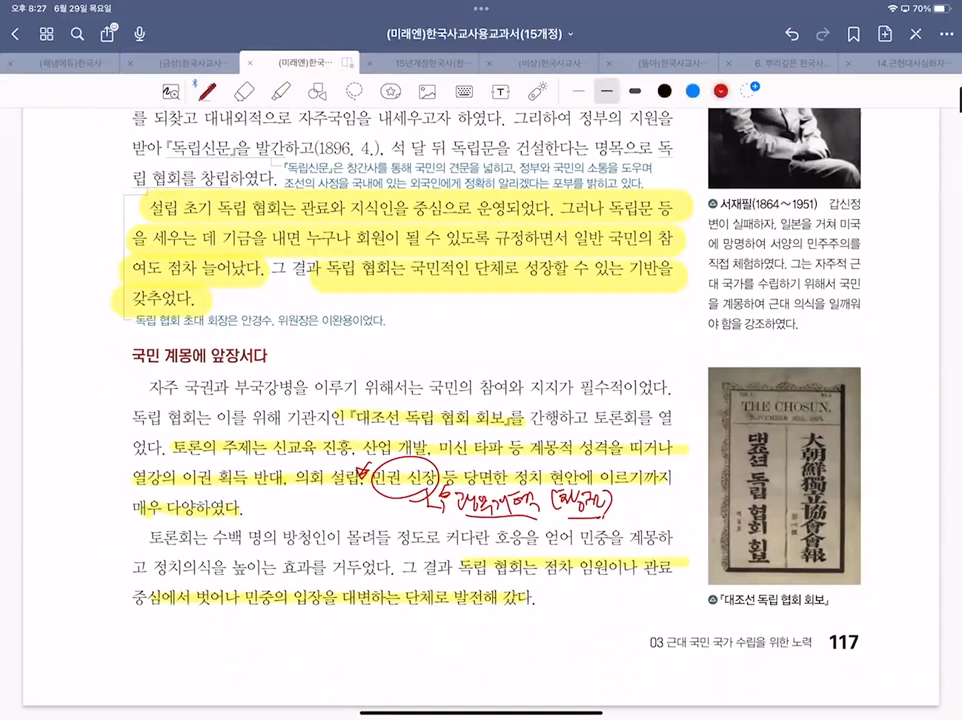 오후 8:27 6월 29일 목요일
70%
(미래엔)한국사교사용교과서(15개정)
(해냄에듀)한국사…
(금성)한국사교사…
(미래엔)한국…
15년개정한국사(천…
(비상)한국사교사…
(동아)한국사교사…
6. 뿌리깊은 한국사…
14.근현대사심화자…
를 되찾고 대내외적으로 자주국임을 내세우고자 하였다. 그리하여 정부의 지원을
받아 『독립신문』을 발간하고(1896. 4.), 석 달 뒤 독립문을 건설한다는 명목으로 독
『독립신문』은 창간사를 통해 국민의 견문을 넓히고, 정부와 국민의 소통을 도우며
립 협회를 창립하였다.
조선의 사정을 국내에 있는 외국인에게 정확히 알리겠다는 포부를 밝히고 있다.
설립 초기 독립 협회는 관료와 지식인을 중심으로 운영되었다. 그러나 독립문 등
을 세우는 데 기금을 내면 누구나 회원이 될 수 있도록 규정하면서 일반 국민의 참
여도 점차 늘어났다. 그 결과 독립 협회는 국민적인 단체로 성장할 수 있는 기반을
갖추었다.
독립 협회 초대 회장은 안경수, 위원장은 이완용이었다.
국민 계몽에 앞장서다
자주 국권과 부국강병을 이루기 위해서는 국민의 참여와 지지가 필수적이었다.
독립 협회는 이를 위해 기관지인 『대조선 독립 협회 회보』를 간행하고 토론회를 열
었다. 토론의 주제는 신교육 진흥, 산업 개발, 미신 타파 등 계몽적 성격을 띠거나
열강의 이권 획득 반대, 의회 설립, 민권 신장 등 당면한 정치 현안에 이르기까지
매우 다양하였다.
토론회는 수백 명의 방청인이 몰려들 정도로 커다란 호응을 얻어 민중을 계몽하
고 정치의식을 높이는 효과를 거두었다. 그 결과 독립 협회는 점차 임원이나 관료
중심에서 벗어나 민중의 입장을 대변하는 단체로 발전해 갔다.
서재필(1864~1951) 갑신정
변이 실패하자, 일본을 거쳐 미국
에 망명하여 서양의 민주주의를
직접 체험하였다. 그는 자주적 근
대 국가를 수립하기 위해서 국민
을 계몽하여 근대 의식을 일깨워
야 함을 강조하였다.
THE CHOSUN,
大朝鮮獨立協會會報
대죠션 독립 협회 회보
『대조선 독립 협회 회보』
03 근대 국민 국가 수립을 위한 노력 117